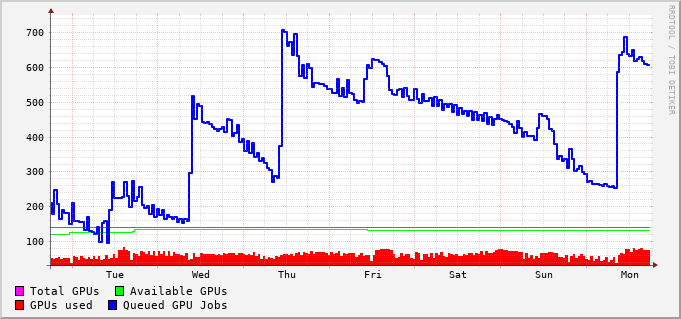 700
600
500
400
300
200
100
Tue Wed Thu Fri Sat Sun Mon
Total GPUs Available GPUs
GPUs used Queued GPU Jobs
RRDTOOL / TOBI OETIKER